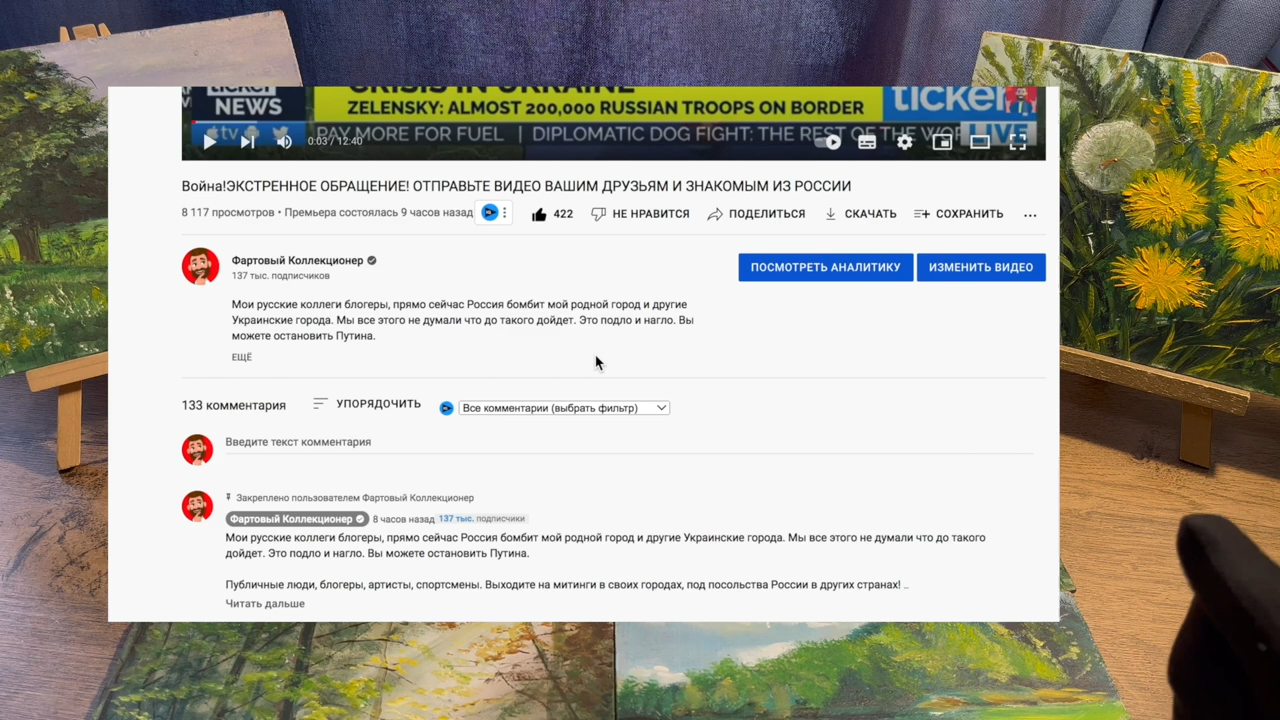 ticker
NEWS
CRISIS IN UKRAINE
ZELENSKY: ALMOST 200,000 RUSSIAN TROOPS ON BORDER
ticker
tv
PAY MORE FOR FUEL | DIPLOMATIC DOG FIGHT: THE REST OF THE
LIVE
0:03 / 12:40
Война!ЭКСТРЕННОЕ ОБРАЩЕНИЕ! ОТПРАВЬТЕ ВИДЕО ВАШИМ ДРУЗЬЯМ И ЗНАКОМЫМ ИЗ РОССИИ
8 117 просмотров • Премьера состоялась 9 часов назад
422
НЕ НРАВИТСЯ
ПОДЕЛИТЬСЯ
СКАЧАТЬ
СОХРАНИТЬ
Фартовый Коллекционер
137 тыс. подписчиков
ПОСМОТРЕТЬ АНАЛИТИКУ
ИЗМЕНИТЬ ВИДЕО
Мои русские коллеги блогеры, прямо сейчас Россия бомбит мой родной город и другие
Украинские города. Мы все этого не думали что до такого дойдет. Это подло и нагло. Вы
можете остановить Путина.
ЕЩЁ
133 комментария
УПОРЯДОЧИТЬ
Все комментарии (выбрать фильтр)
Введите текст комментария
Закреплено пользователем Фартовый Коллекционер
Фартовый Коллекционер 8 часов назад 137 тыс. подписчики
Мои русские коллеги блогеры, прямо сейчас Россия бомбит мой родной город и другие Украинские города. Мы все этого не думали что до такого
дойдет. Это подло и нагло. Вы можете остановить Путина.
Публичные люди, блогеры, артисты, спортсмены. Выходите на митинги в своих городах, под посольства России в других странах! ..
Читать дальше